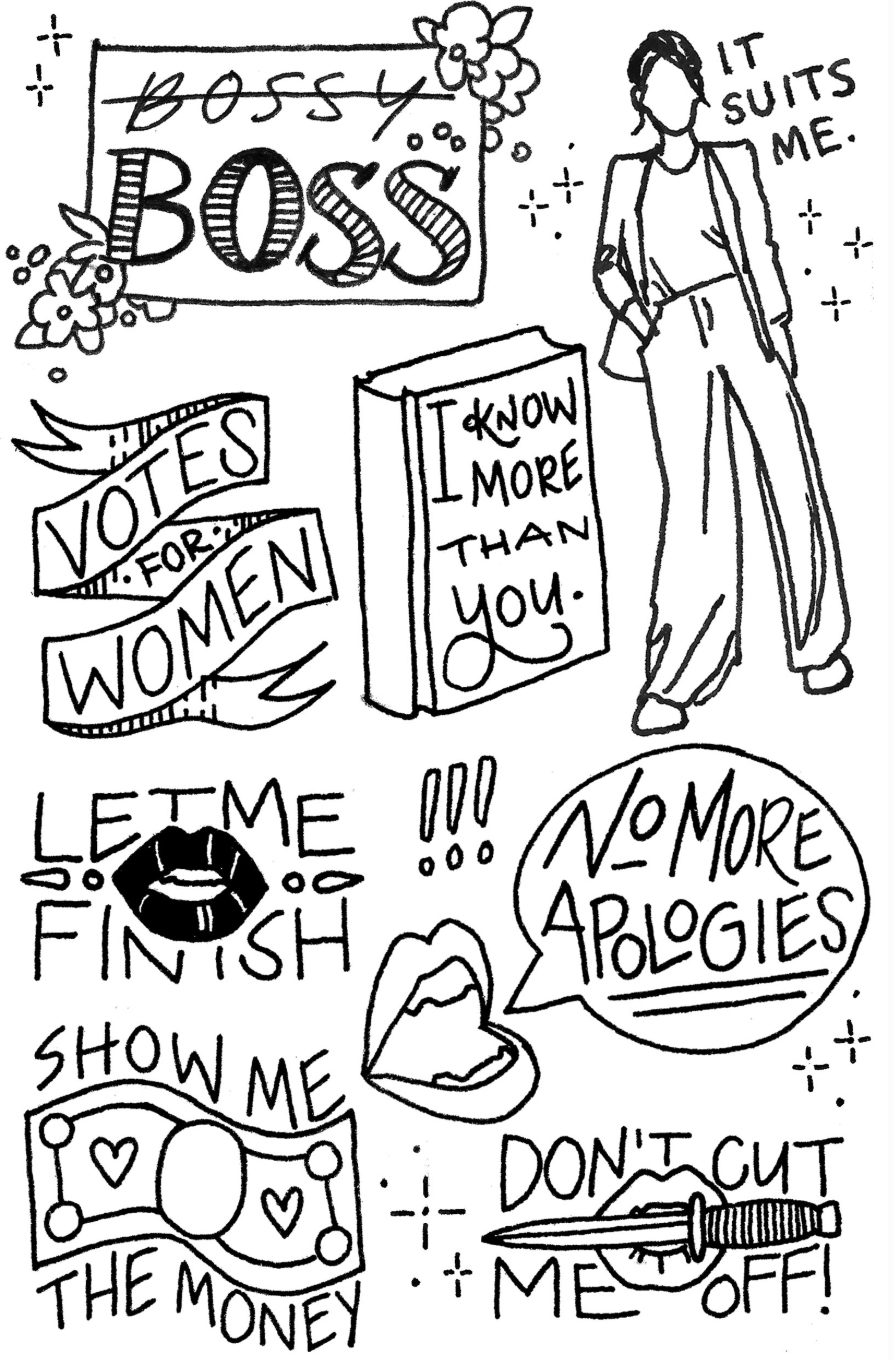 BOSSY
BOSS
IT
SUITS
ME.
VOTES
FOR
WOMEN
I KNOW
MORE
THAN
YOU.
LET ME
FINISH
!!!
NO MORE
APOLOGIES
SHOW ME
THE MONEY
DON'T CUT
ME OFF!